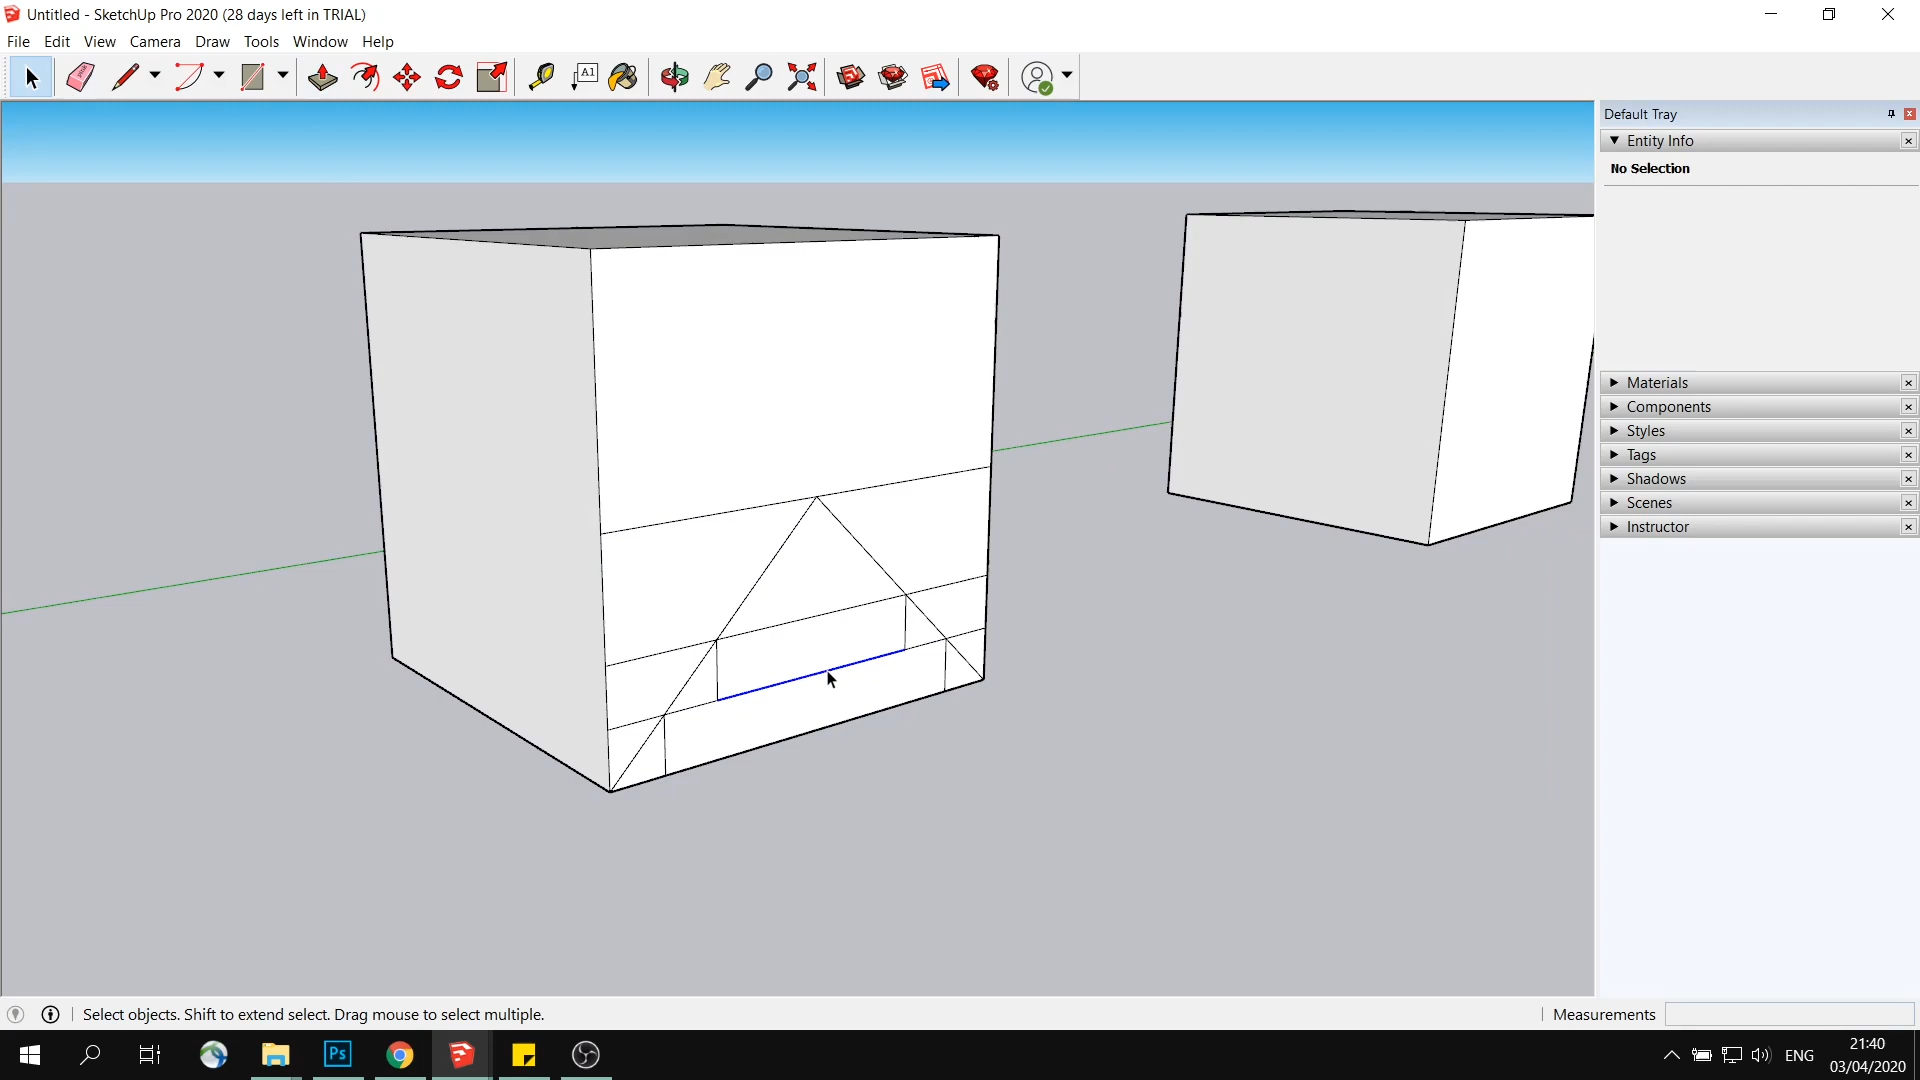 Untitled - SketchUp Pro 2020 (28 days left in TRIAL)
File Edit View Camera Draw Tools Window Help
A1
Default Tray
Entity Info
No Selection
Materials
Components
Styles
Tags
Shadows
Scenes
Instructor
Select objects. Shift to extend select. Drag mouse to select multiple.
Measurements
Ps
ENG
21:40
03/04/2020